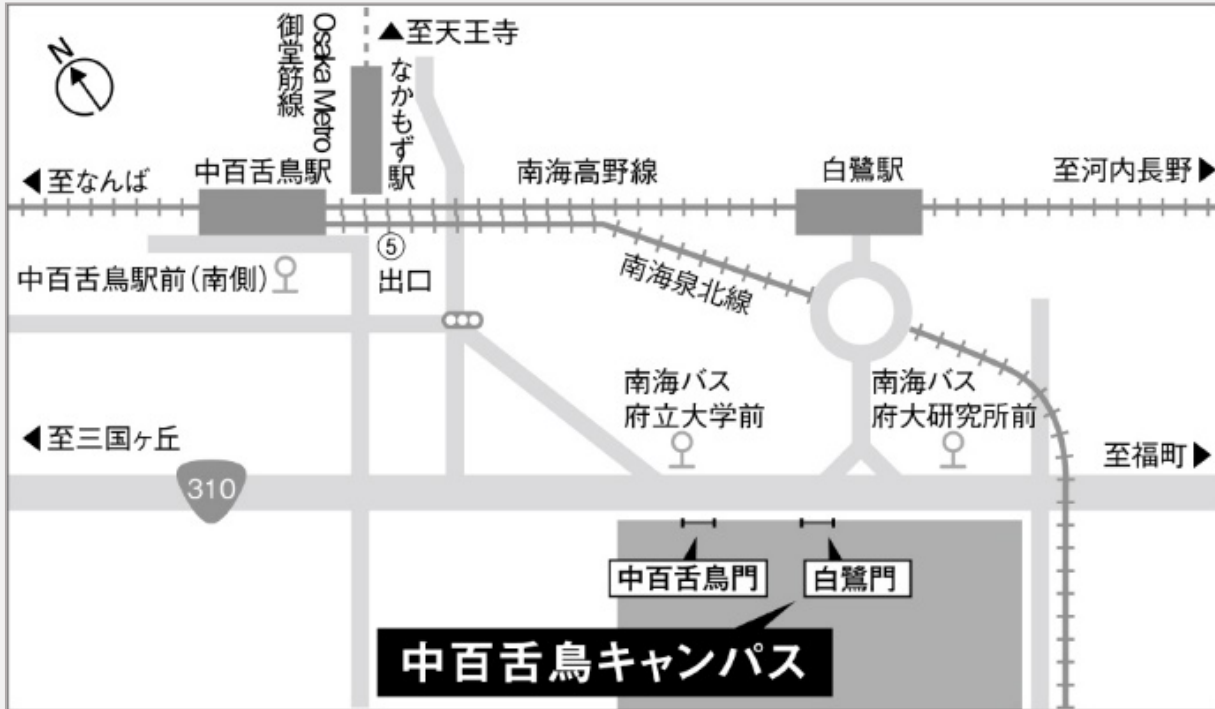 N
Osaka Metro
御堂筋線
▲至天王寺
なかもず駅
◀至なんば
中百舌鳥駅
南海高野線
白鷺駅
至河内長野▶
⑤
出口
中百舌鳥駅前(南側)
南海泉北線
南海バス
府立大学前
南海バス
府大研究所前
◀至三国ヶ丘
310
至福町▶
中百舌鳥門
白鷺門
中百舌鳥キャンパス